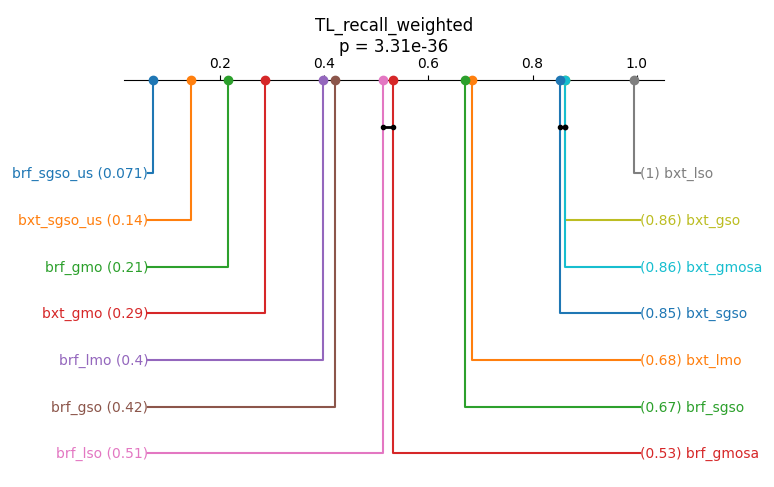 TL_recall_weighted
p = 3.31e-36
0.2 0.4 0.6 0.8 1.0
brf_sgso_us (0.071)
bxt_sgso_us (0.14)
brf_gmo (0.21)
bxt_gmo (0.29)
brf_lmo (0.4)
brf_gso (0.42)
brf_lso (0.51)
(1) bxt_lso
(0.86) bxt_gso
(0.86) bxt_gmosa
(0.85) bxt_sgso
(0.68) bxt_lmo
(0.67) brf_sgso
(0.53) brf_gmosa